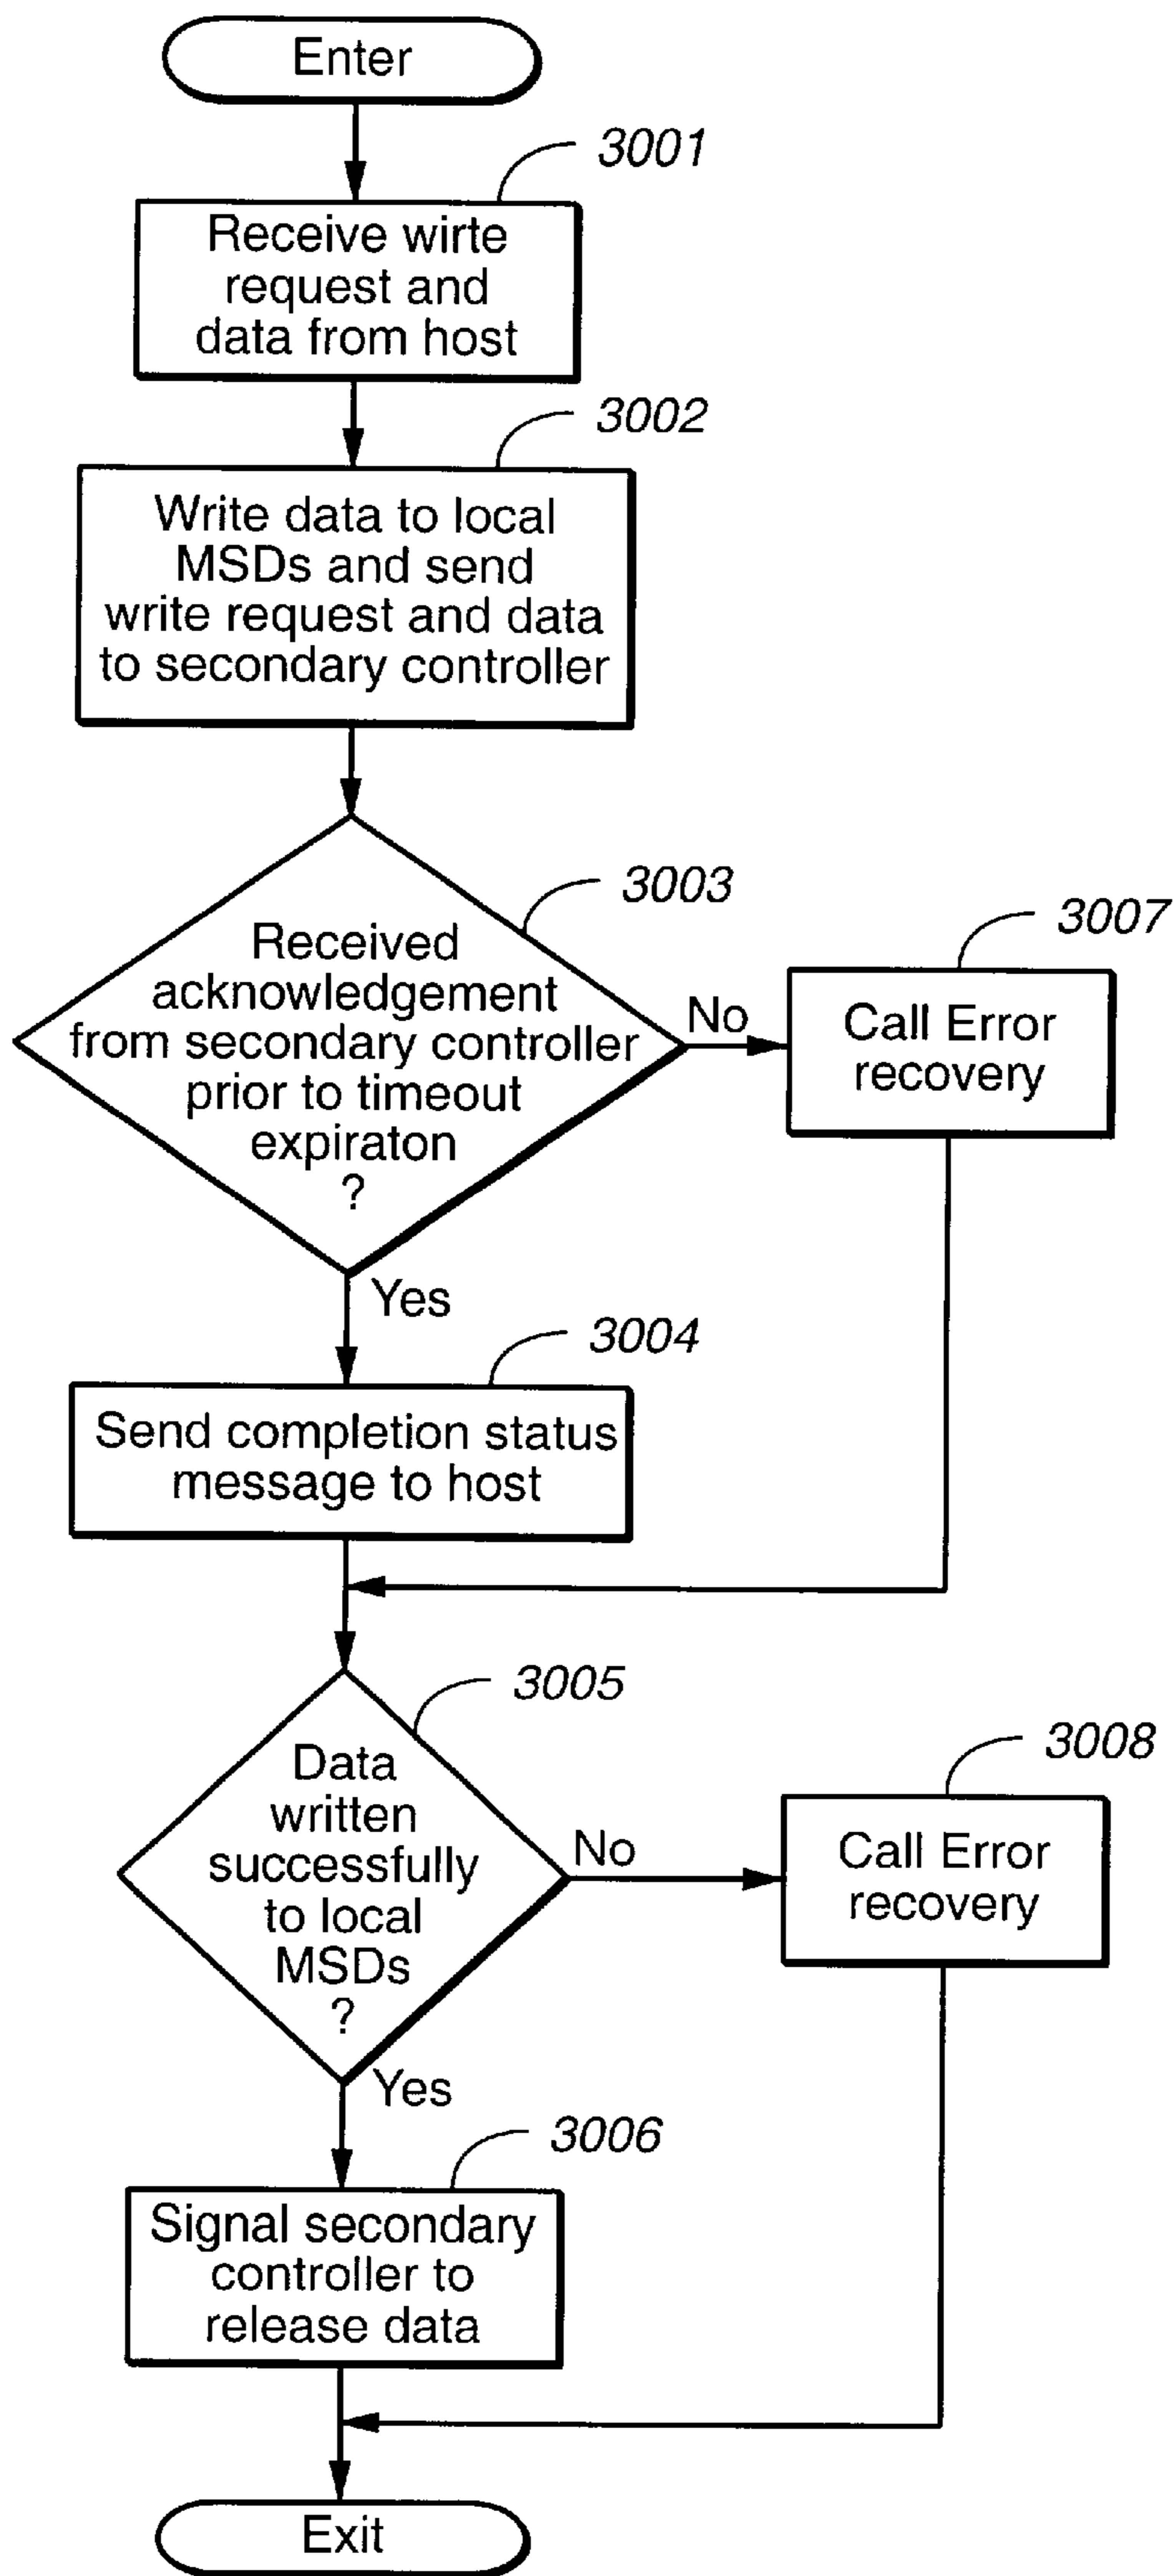 Enter
3001
Receive wirte
request and
data from host
3002
Write data to local
MSDs and send
write request and data
to secondary controller
3003
Received
acknowledgement
from secondary controller
prior to timeout
expiraton
?
No
3007
Call Error
recovery
Yes
3004
Send completion status
message to host
3005
Data
written
successfully
to local
MSDs
?
No
3008
Call Error
recovery
Yes
3006
Signal secondary
controller to
release data
Exit